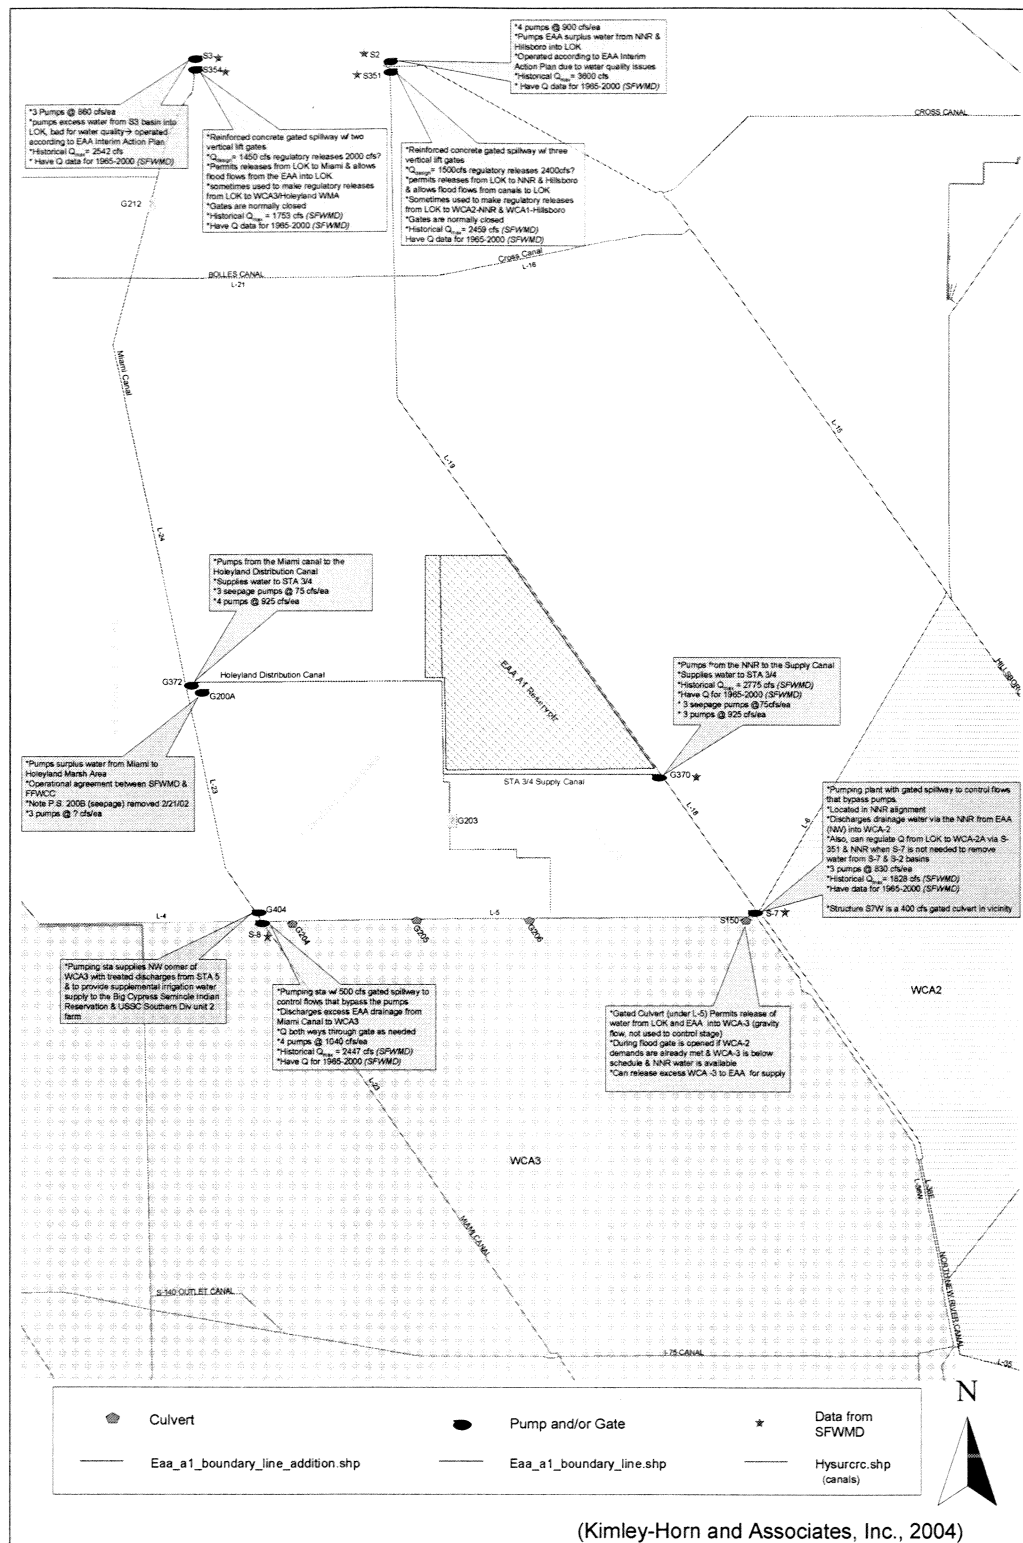 *4 pumps @ 900 cfs/ea
*Pumps EAA surplus water from NNR &
Hillsboro into LOK
*Operated according to EAA Interim
Action Plan due to water quality issues
*Historical Qmax = 3600 cfs
* Have Q data for 1965-2000 (SFWMD)
S3
S354
S2
S351
*3 Pumps @ 860 cfs/ea
*pumps excess water from S3 basin into
LOK, bad for water quality→ operated
according to EAA Interim Action Plan
*Historical Qmax= 2542 cfs
* Have Q data for 1965-2000 (SFWMD)
*Reinforced concrete gated spillway w/ two
vertical lift gates
*Qdesign= 1450 cfs regulatory releases 2000 cfs?
*Permits releases from LOK to Miami & allows
flood flows from the EAA into LOK
*sometimes used to make regulatory releases
from LOK to WCA3/Holeyland WMA
*Gates are normally closed
*Historical Qmax = 1753 cfs (SFWMD)
*Have Q data for 1965-2000 (SFWMD)
*Reinforced concrete gated spillway w/ three
vertical lift gates
*Qdesign= 1500cfs regulatory releases 2400cfs?
*permits releases from LOK to NNR & Hillsboro
& allows flood flows from canals to LOK
*Sometimes used to make regulatory releases
from LOK to WCA2-NNR & WCA1-Hillsboro
*Gates are normally closed
*Historical Qmax= 2459 cfs (SFWMD)
Have Q data for 1965-2000 (SFWMD)
CROSS CANAL
G212
BOLLES CANAL
L-21
Cross Canal
L-16
Miami Canal
L-19
L-15
L-24
*Pumps from the Miami canal to the
Holeyland Distribution Canal
*Supplies water to STA 3/4
*3 seepage pumps @ 75 cfs/ea
*4 pumps @ 925 cfs/ea
EAA A1 Reservoir
*Pumps from the NNR to the Supply Canal
*Supplies water to STA 3/4
*Historical Qmax = 2775 cfs (SFWMD)
*Have Q for 1965-2000 (SFWMD)
* 3 seepage pumps @75cfs/ea
* 3 pumps @ 925 cfs/ea
HILLSBORO
G372
Holeyland Distribution Canal
G200A
*Pumps surplus water from Miami to
Holeyland Marsh Area
*Operational agreement between SFWMD &
FFWCC
*Note P.S. 200B (seepage) removed 2/21/02
*3 pumps @ ? cfs/ea
L-23
STA 3/4 Supply Canal
G370
L-18
L-6
G203
*Pumping plant with gated spillway to control flows
that bypass pumps.
*Located in NNR alignment
*Discharges drainage water via the NNR from EAA
(NW) into WCA-2
*Also, can regulate Q from LOK to WCA-2A via S-
351 & NNR when S-7 is not needed to remove
water from S-7 & S-2 basins
*3 pumps @ 830 cfs/ea
*Historical Qmax= 1828 cfs (SFWMD)
*Have data for 1965-2000 (SFWMD)
*Structure S7W is a 400 cfs gated culvert in vicinity
L-4
G404
S-8
G204
L-5
G205
G206
S150
S-7
*Pumping sta supplies NW corner of
WCA3 with treated discharges from STA 5
& to provide supplemental irrigation water
supply to the Big Cypress Seminole Indian
Reservation & USSC Southern Div unit 2
farm
*Pumping sta w/ 500 cfs gated spillway to
control flows that bypass the pumps
*Discharges excess EAA drainage from
Miami Canal to WCA3
*Q both ways through gate as needed
*4 pumps @ 1040 cfs/ea
*Historical Qmax = 2447 cfs (SFWMD)
*Have Q for 1965-2000 (SFWMD)
*Gated Culvert (under L-5) Permits release of
water from LOK and EAA into WCA-3 (gravity
flow, not used to control stage)
*During flood gate is opened if WCA-2
demands are already met & WCA-3 is below
schedule & NNR water is available
*Can release excess WCA -3 to EAA for supply
WCA2
L-23
WCA3
L-38W
L-38E
MIAMI CANAL
NORTH NEW RIVER CANAL
S-140 OUTLET CANAL
I-75 CANAL
L-35
Culvert
Pump and/or Gate
Data from
SFWMD
Eaa_a1_boundary_line_addition.shp
Eaa_a1_boundary_line.shp
Hysurcrc.shp
(canals)
N
(Kimley-Horn and Associates, Inc., 2004)